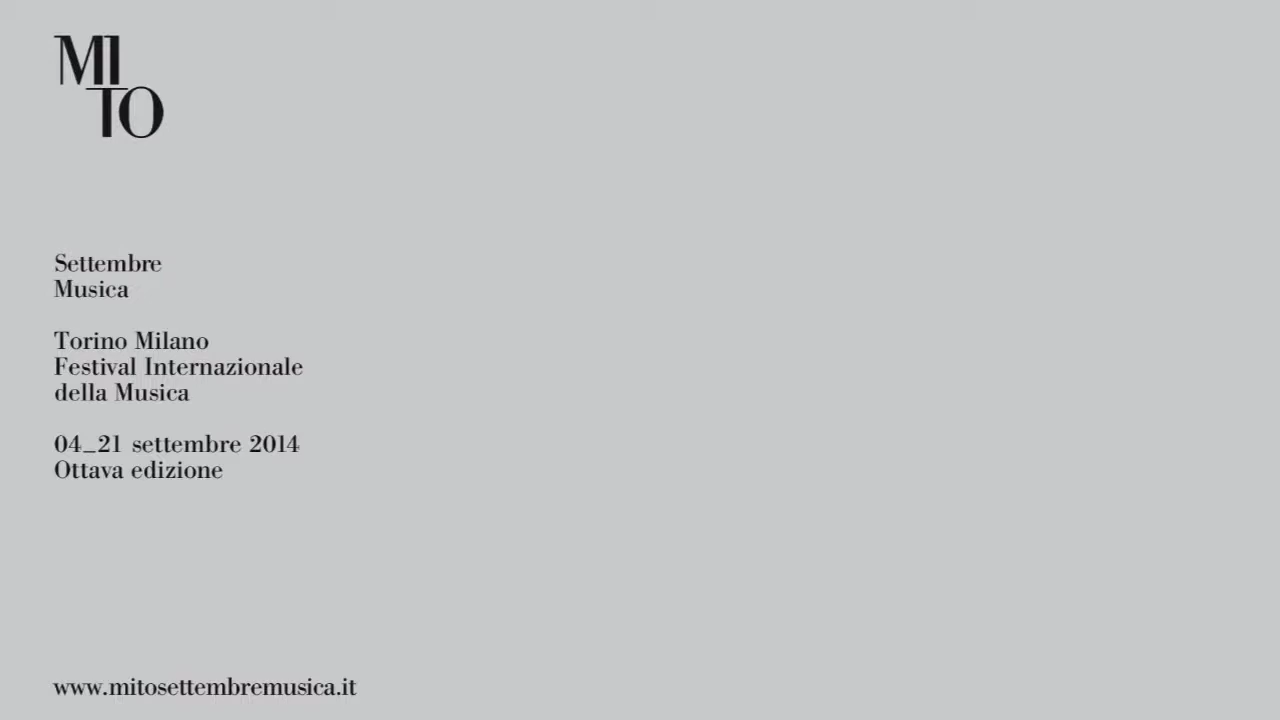 MI
TO
Settembre
Musica
Torino Milano
Festival Internazionale
della Musica
04_21 settembre 2014
Ottava edizione
www.mitosettembremusica.it